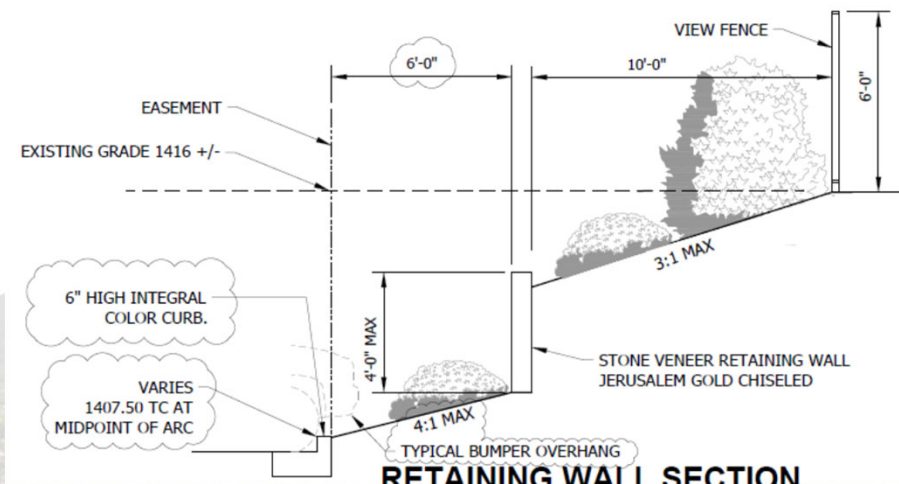 VIEW FENCE
6'-0"
10'-0"
6'-0"
EASEMENT
EXISTING GRADE 1416 +/-
3:1 MAX
6" HIGH INTEGRAL
COLOR CURB.
4'-0" MAX
STONE VENEER RETAINING WALL
JERUSALEM GOLD CHISELED
VARIES
1407.50 TC AT
MIDPOINT OF ARC
4:1 MAX
TYPICAL BUMPER OVERHANG
RETAINING WALL SECTION